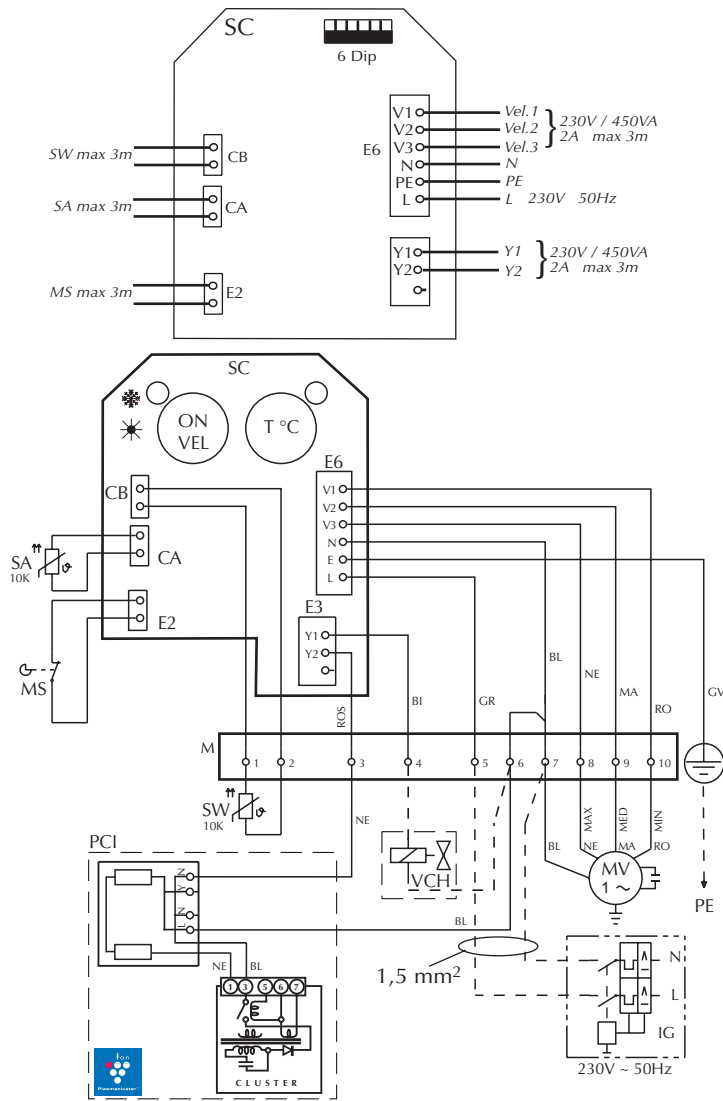 SC
6 Dip
V1 Vel.1
V2 Vel.2
V3 Vel.3
230V / 450VA
2A max 3m
E6
N N
PE PE
L L 230V 50Hz
SW max 3m
CB
SA max 3m
CA
MS max 3m
E2
Y1 Y1
Y2 Y2
230V / 450VA
2A max 3m
SC
ON
VEL
T °C
E6
V1
V2
V3
N
E
L
CB
CA
SA
10K
ϑ
E2
MS
E3
Y1
Y2
ROS
BI
GR
BL
NE
MA
RO
GV
M
1 2 3 4 5 6 7 8 9 10
SW
10K
ϑ
NE
MAX
MED
MIN
BL
NE
MA
RO
MV
1 ~
PE
VCH
BL
1,5 mm²
N
L
IG
230V ~ 50Hz
PCI
N
Y
N
L
NE
BL
1 3 5 6 7
CLUSTER
Ion
Plasmacluster